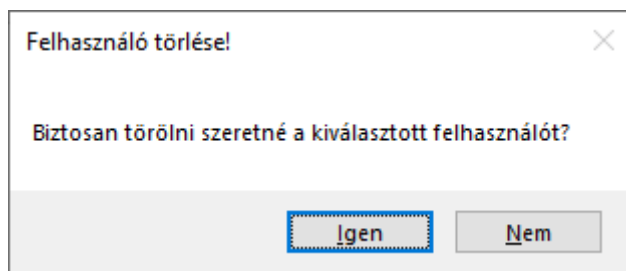 Felhasználó törlése!
Biztosan törölni szeretné a kiválasztott felhasználót?
Igen
Nem